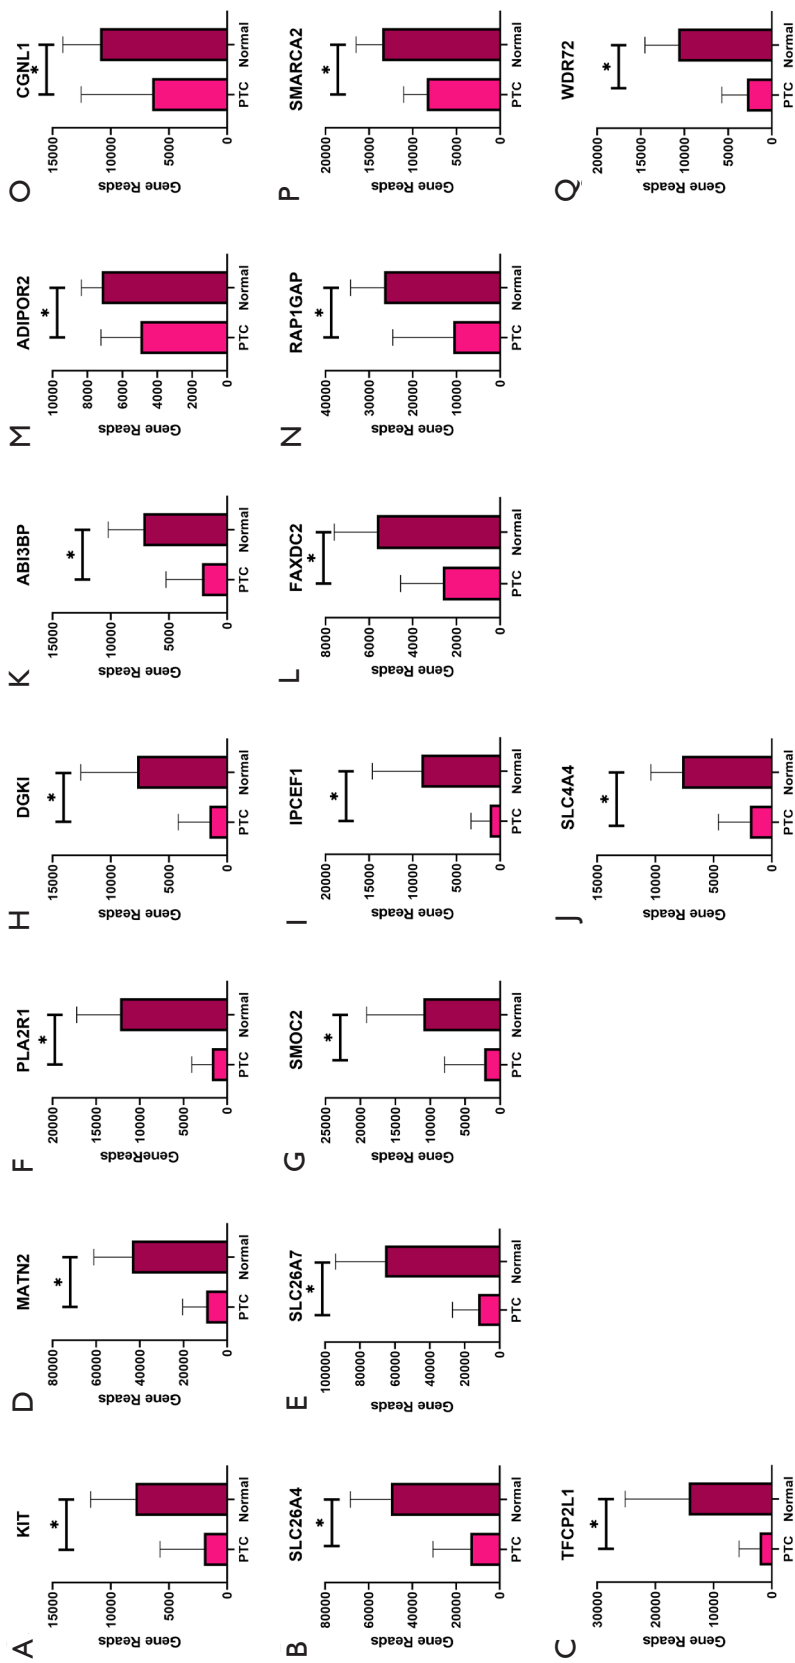 A
KIT
Gene Reads
15000
10000
5000
0
PTC
Normal
*
B
SLC26A4
Gene Reads
80000
60000
40000
20000
0
PTC
Normal
*
C
TFCP2L1
Gene Reads
30000
20000
10000
0
PTC
Normal
*
D
MATN2
Gene Reads
80000
60000
40000
20000
0
PTC
Normal
*
E
SLC26A7
Gene Reads
100000
80000
60000
40000
20000
0
PTC
Normal
*
F
PLA2R1
GeneReads
20000
15000
10000
5000
0
PTC
Normal
*
G
SMOC2
Gene Reads
25000
20000
15000
10000
5000
0
PTC
Normal
*
H
DGKI
Gene Reads
15000
10000
5000
0
PTC
Normal
*
I
IPCEF1
Gene Reads
20000
15000
10000
5000
0
PTC
Normal
*
J
SLC4A4
Gene Reads
15000
10000
5000
0
PTC
Normal
*
K
ABI3BP
Gene Reads
15000
10000
5000
0
PTC
Normal
*
L
FAXDC2
Gene Reads
8000
6000
4000
2000
0
PTC
Normal
*
M
ADIPOR2
Gene Reads
10000
8000
6000
4000
2000
0
PTC
Normal
*
N
RAP1GAP
Gene Reads
40000
30000
20000
10000
0
PTC
Normal
*
O
CGNL1
Gene Reads
15000
10000
5000
0
PTC
Normal
*
P
SMARCA2
Gene Reads
20000
15000
10000
5000
0
PTC
Normal
*
Q
WDR72
Gene Reads
20000
15000
10000
5000
0
PTC
Normal
*